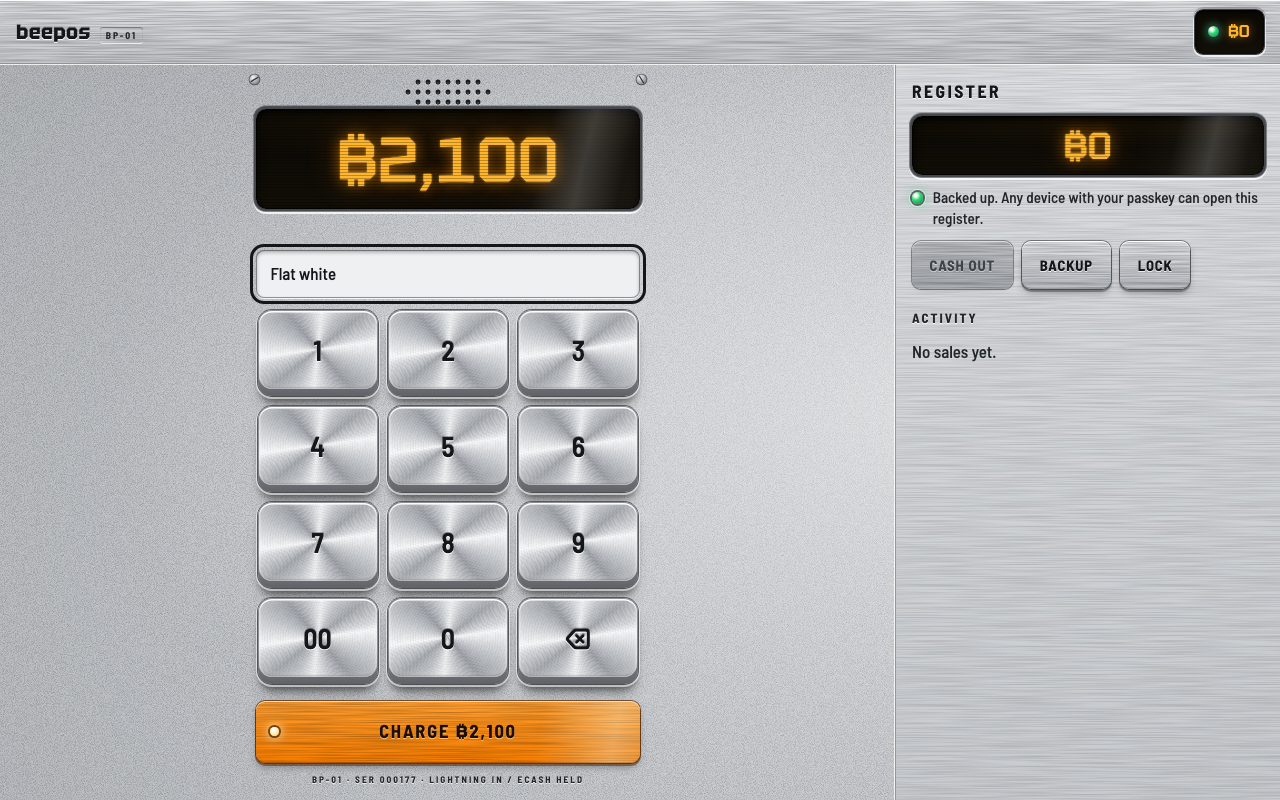 beepos BP-01
₿0
₿2,100
Flat white
1 2 3
4 5 6
7 8 9
00 0
CHARGE ₿2,100
BP-01 · SER 000177 · LIGHTNING IN / ECASH HELD
REGISTER
₿0
Backed up. Any device with your passkey can open this
register.
CASH OUT BACKUP LOCK
ACTIVITY
No sales yet.